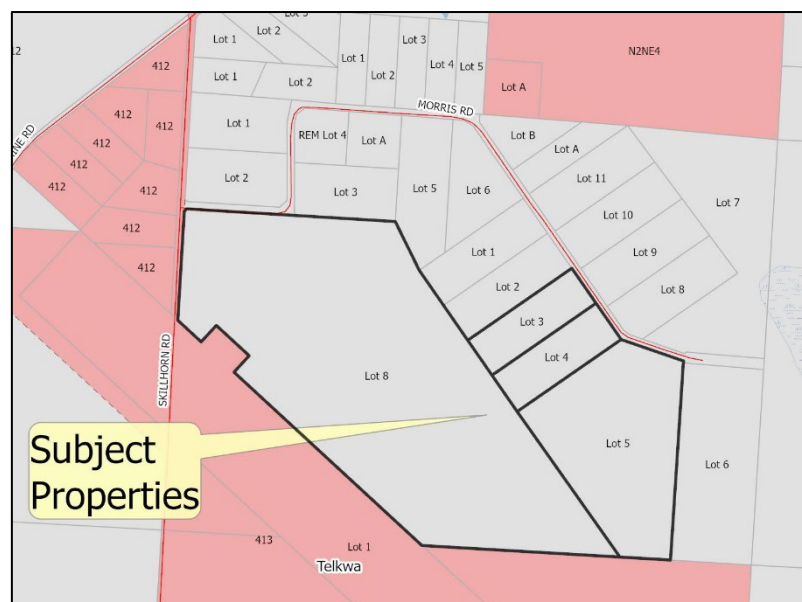 Lot 1
Lot 2
12
412
N2NE4
Lot 3
Lot 1
Lot 4
Lot 5
Lot 2
Lot 1
Lot 2
Lot A
412
412
MORRIS RD
Lot 1
REM Lot 4
Lot A
Lot B
Lot A
412
412
412
412
Lot 2
Lot 3
Lot 5
Lot 6
Lot 11
Lot 7
412
412
Lot 10
Lot 1
Lot 9
Lot 2
Lot 8
Lot 3
Lot 4
SKILLHORN RD
Lot 8
Lot 5
Lot 6
Subject
Properties
413
Lot 1
Telkwa